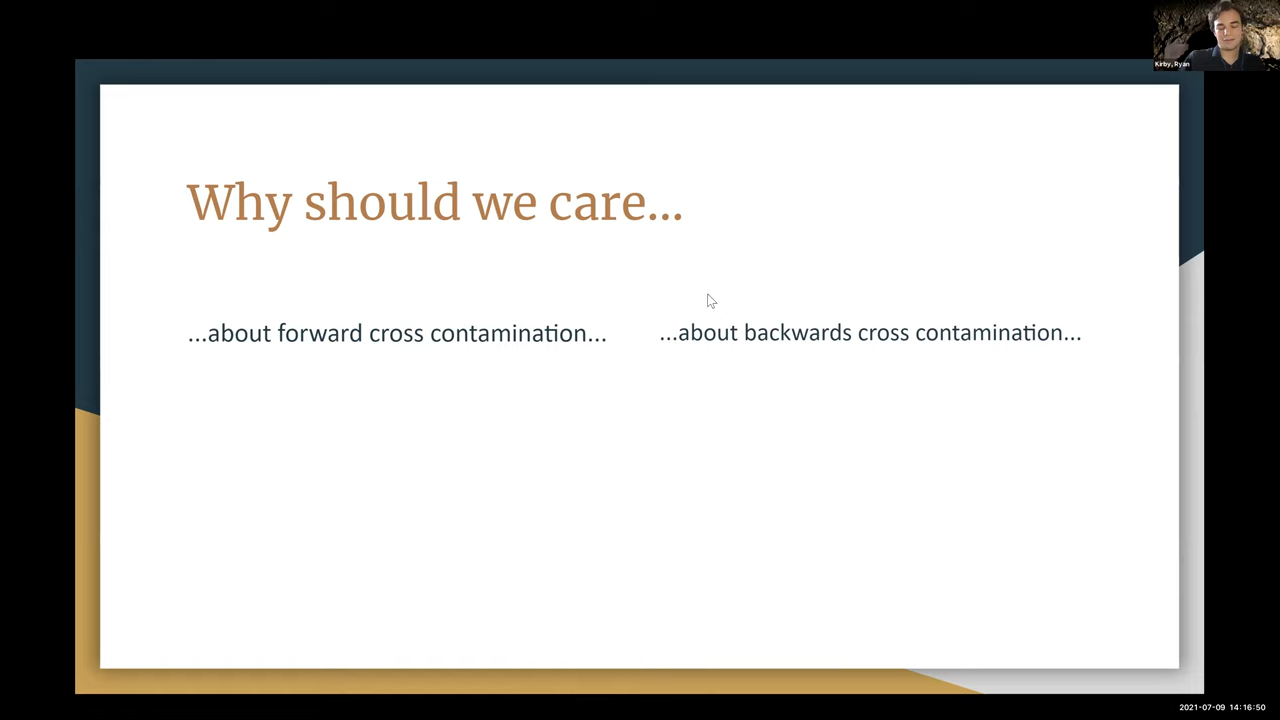 Kirby, Ryan
Why should we care...
...about forward cross contamination...
...about backwards cross contamination...
2021-07-09 14:16:50